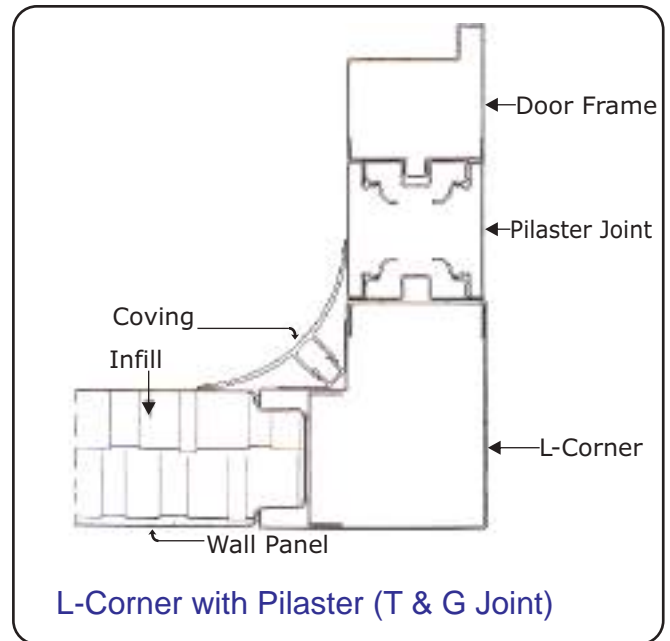 Door Frame
Pilaster Joint
Coving
Infill
L-Corner
Wall Panel
L-Corner with Pilaster (T & G Joint)